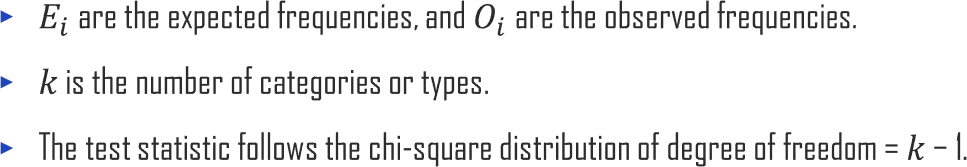 ▸ E_i are the expected frequencies, and O_i are the observed frequencies.
▸ k is the number of categories or types.
▸ The test statistic follows the chi-square distribution of degree of freedom = k − 1.